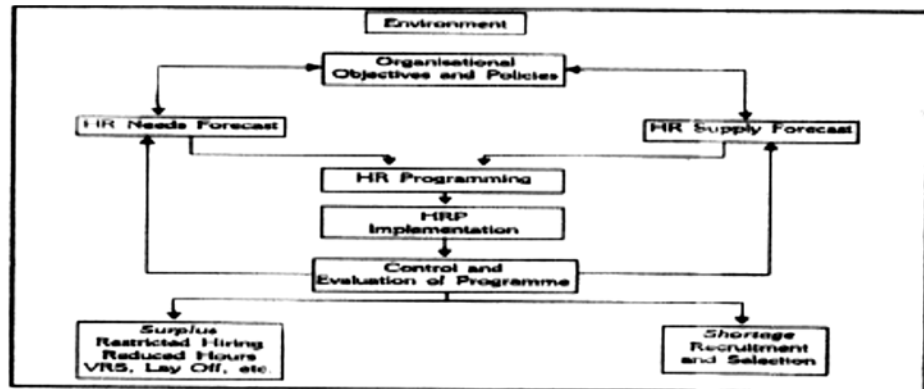 Environment
Organisational
Objectives and Policies
HR Needs Forecast
HR Supply Forecast
HR Programming
HRP
Implementation
Control and
Evaluation of Programme
Surplus
Restricted Hiring
Reduced Hours
VRS, Lay Off, etc.
Shortage
Recruitment
and Selection